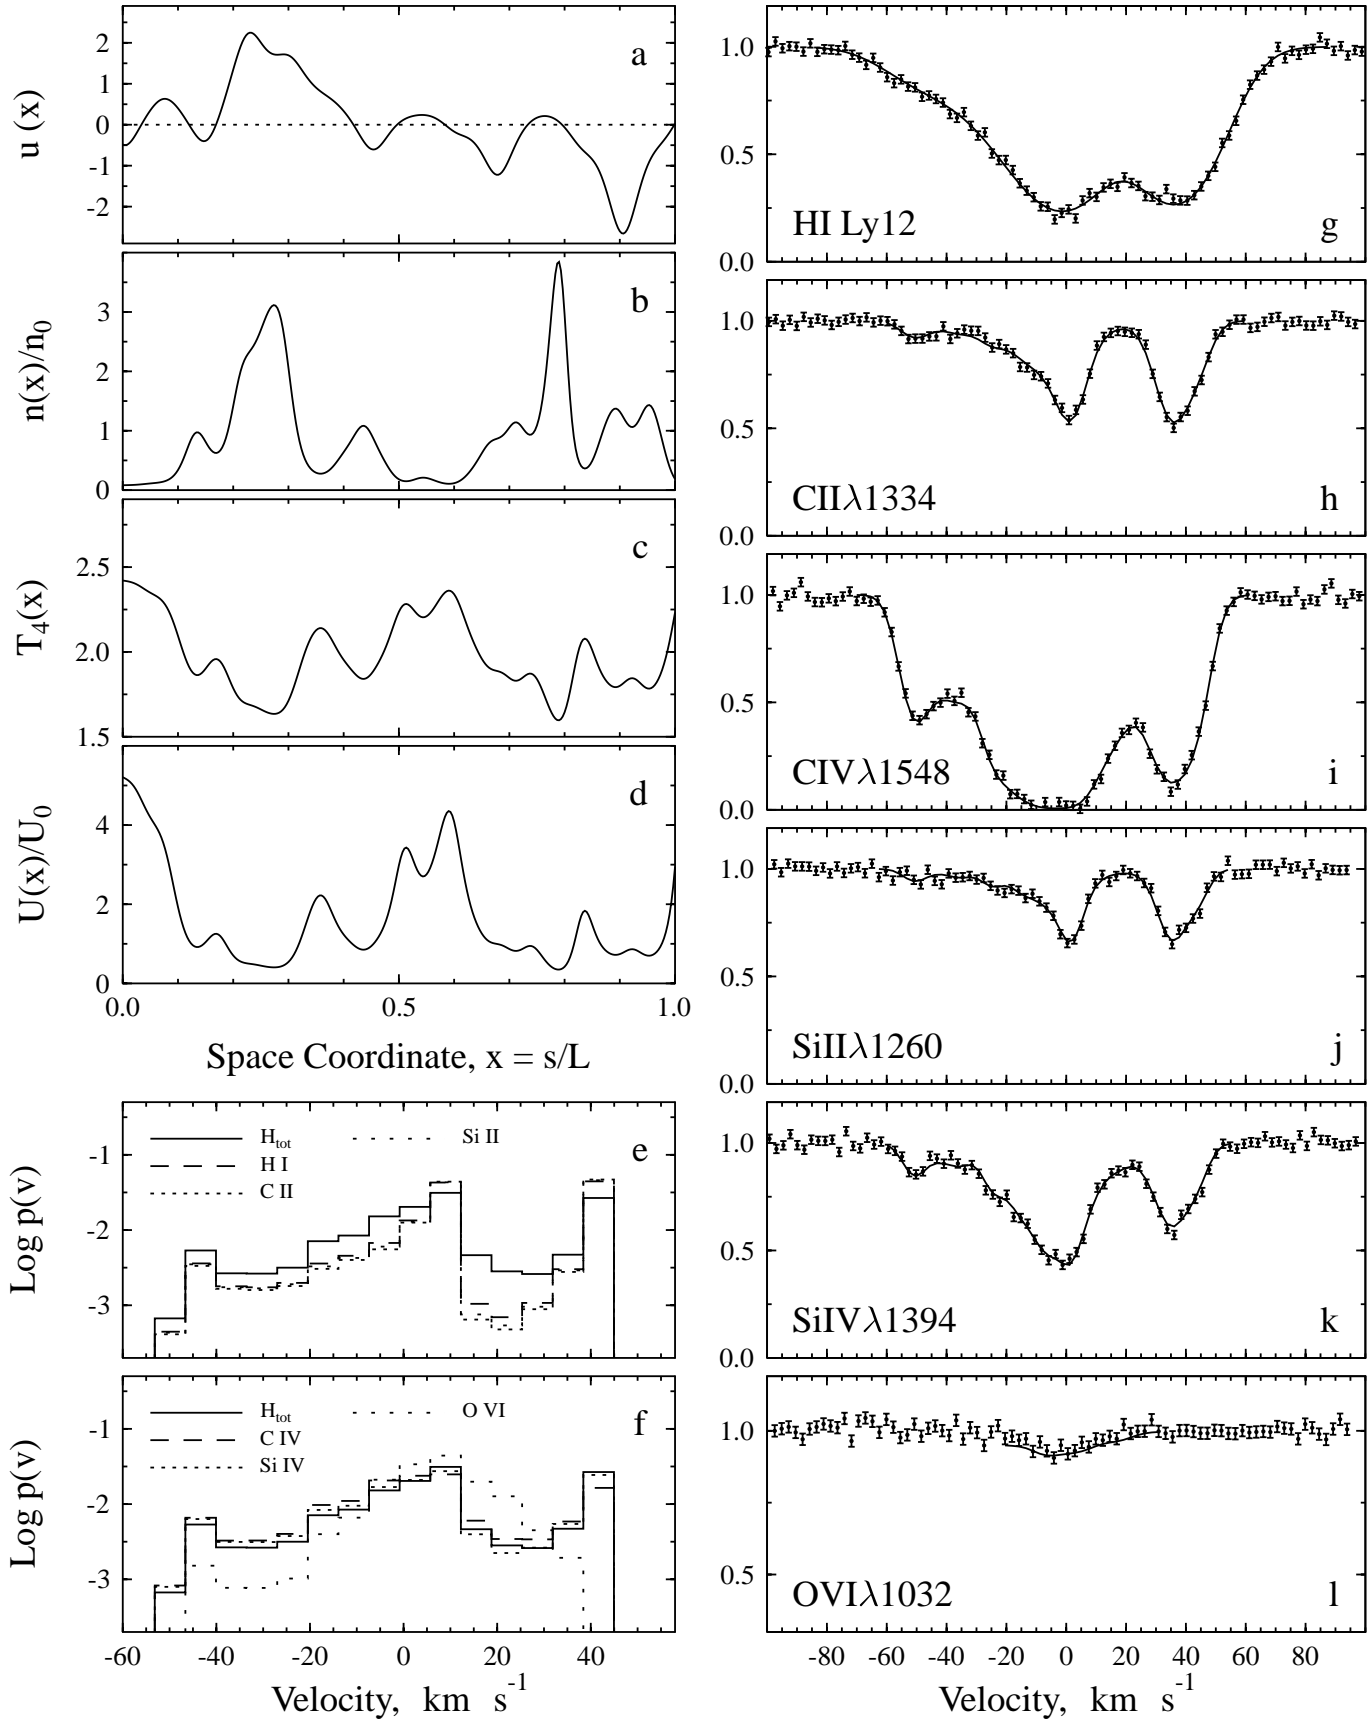 u (x)
2
1
0
-1
-2
a
n(x)/n0
3
2
1
0
b
T4(x)
2.5
2.0
1.5
c
U(x)/U0
4
2
0
d
0.0 0.5 1.0
Space Coordinate, x = s/L
Log p(v)
-1
-2
-3
Htot
H I
C II
Si II
e
Log p(v)
-1
-2
-3
Htot
C IV
Si IV
O VI
f
-60 -40 -20 0 20 40
Velocity, km s-1
1.0
0.5
0.0
HI Ly12
g
1.0
0.5
0.0
CIIλ1334
h
1.0
0.5
0.0
CIVλ1548
i
1.0
0.5
0.0
SiIIλ1260
j
1.0
0.5
0.0
SiIVλ1394
k
1.0
0.5
OVIλ1032
l
-80 -60 -40 -20 0 20 40 60 80
Velocity, km s-1